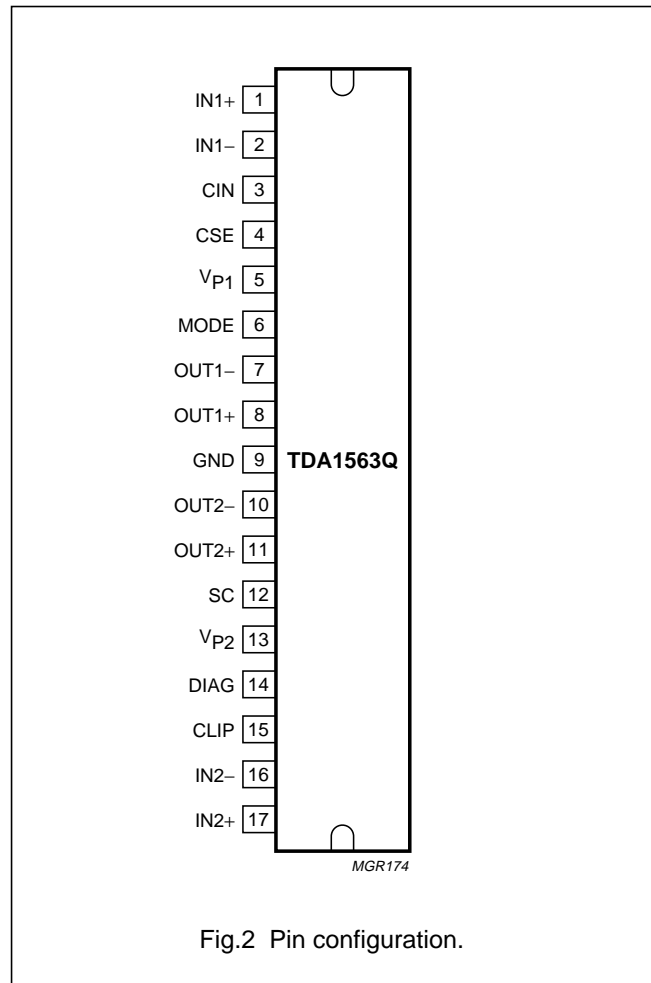 IN1+ 1
IN1− 2
CIN 3
CSE 4
VP1 5
MODE 6
OUT1− 7
OUT1+ 8
GND 9 TDA1563Q
OUT2− 10
OUT2+ 11
SC 12
VP2 13
DIAG 14
CLIP 15
IN2− 16
IN2+ 17
MGR174
Fig.2 Pin configuration.